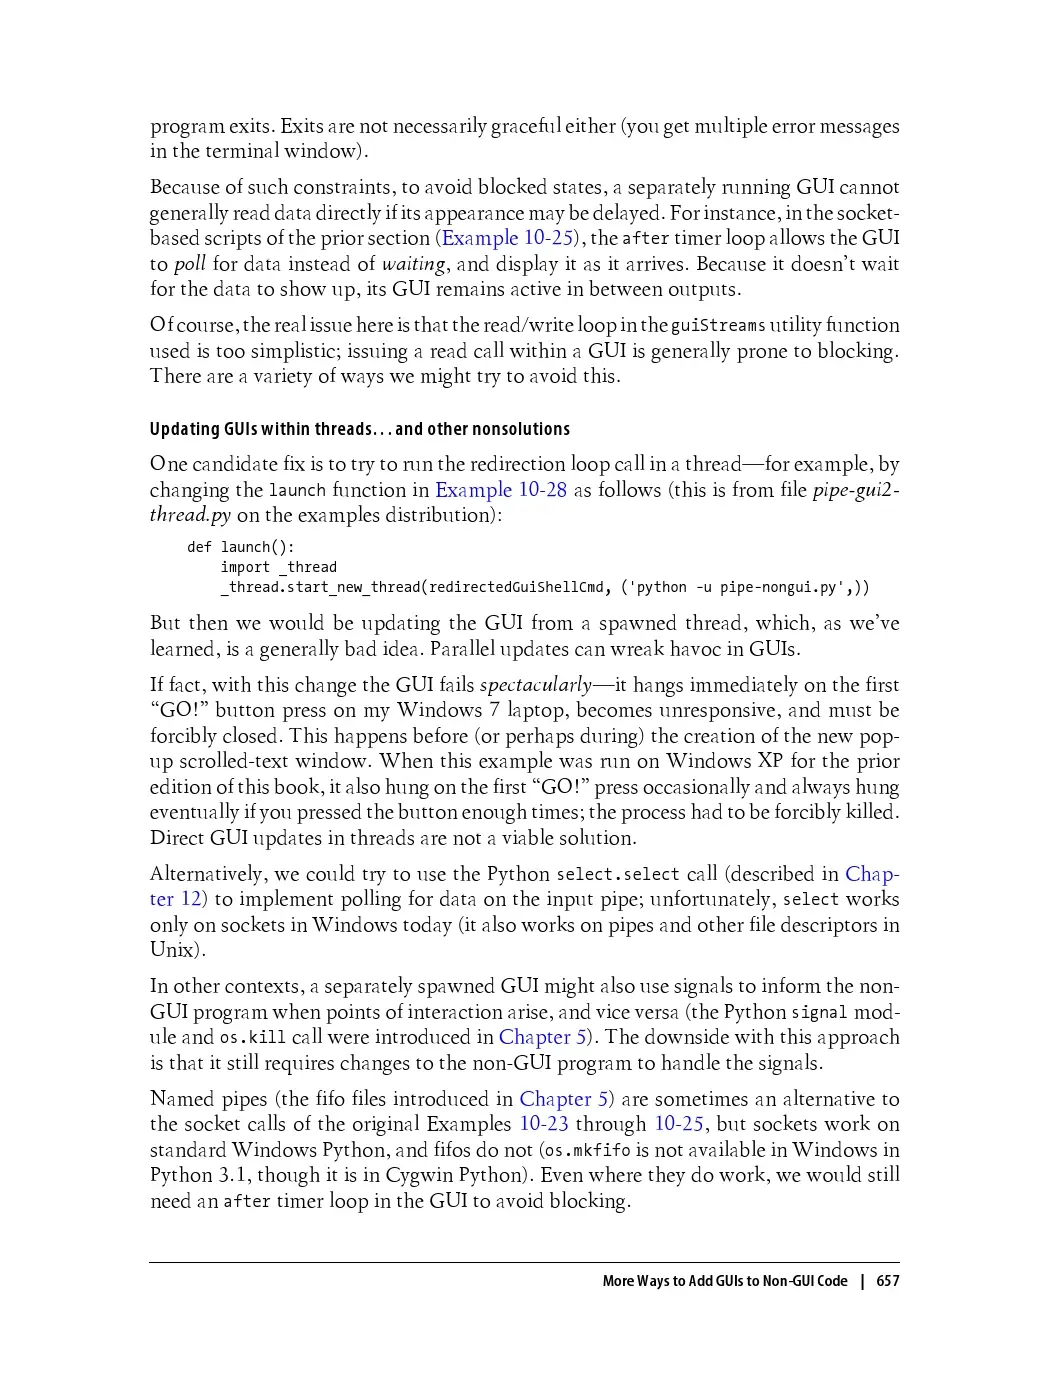 program exits. Exits are not necessarily graceful either (you get multiple error messages
in the terminal window).
Because of such constraints, to avoid blocked states, a separately running GUI cannot
generally read data directly if its appearance may be delayed. For instance, in the socket-
based scripts of the prior section (Example 10-25), the after timer loop allows the GUI
to poll for data instead of waiting, and display it as it arrives. Because it doesn’t wait
for the data to show up, its GUI remains active in between outputs.
Of course, the real issue here is that the read/write loop in the guiStreams utility function
used is too simplistic; issuing a read call within a GUI is generally prone to blocking.
There are a variety of ways we might try to avoid this.
Updating GUIs within threads…and other nonsolutions
One candidate fix is to try to run the redirection loop call in a thread—for example, by
changing the launch function in Example 10-28 as follows (this is from file pipe-gui2-
thread.py on the examples distribution):
def launch():
    import _thread
    _thread.start_new_thread(redirectedGuiShellCmd, ('python -u pipe-nongui.py',))
But then we would be updating the GUI from a spawned thread, which, as we’ve
learned, is a generally bad idea. Parallel updates can wreak havoc in GUIs.
If fact, with this change the GUI fails spectacularly—it hangs immediately on the first
“GO!” button press on my Windows 7 laptop, becomes unresponsive, and must be
forcibly closed. This happens before (or perhaps during) the creation of the new pop-
up scrolled-text window. When this example was run on Windows XP for the prior
edition of this book, it also hung on the first “GO!” press occasionally and always hung
eventually if you pressed the button enough times; the process had to be forcibly killed.
Direct GUI updates in threads are not a viable solution.
Alternatively, we could try to use the Python select.select call (described in Chap-
ter 12) to implement polling for data on the input pipe; unfortunately, select works
only on sockets in Windows today (it also works on pipes and other file descriptors in
Unix).
In other contexts, a separately spawned GUI might also use signals to inform the non-
GUI program when points of interaction arise, and vice versa (the Python signal mod-
ule and os.kill call were introduced in Chapter 5). The downside with this approach
is that it still requires changes to the non-GUI program to handle the signals.
Named pipes (the fifo files introduced in Chapter 5) are sometimes an alternative to
the socket calls of the original Examples 10-23 through 10-25, but sockets work on
standard Windows Python, and fifos do not (os.mkfifo is not available in Windows in
Python 3.1, though it is in Cygwin Python). Even where they do work, we would still
need an after timer loop in the GUI to avoid blocking.
More Ways to Add GUIs to Non-GUI Code | 657